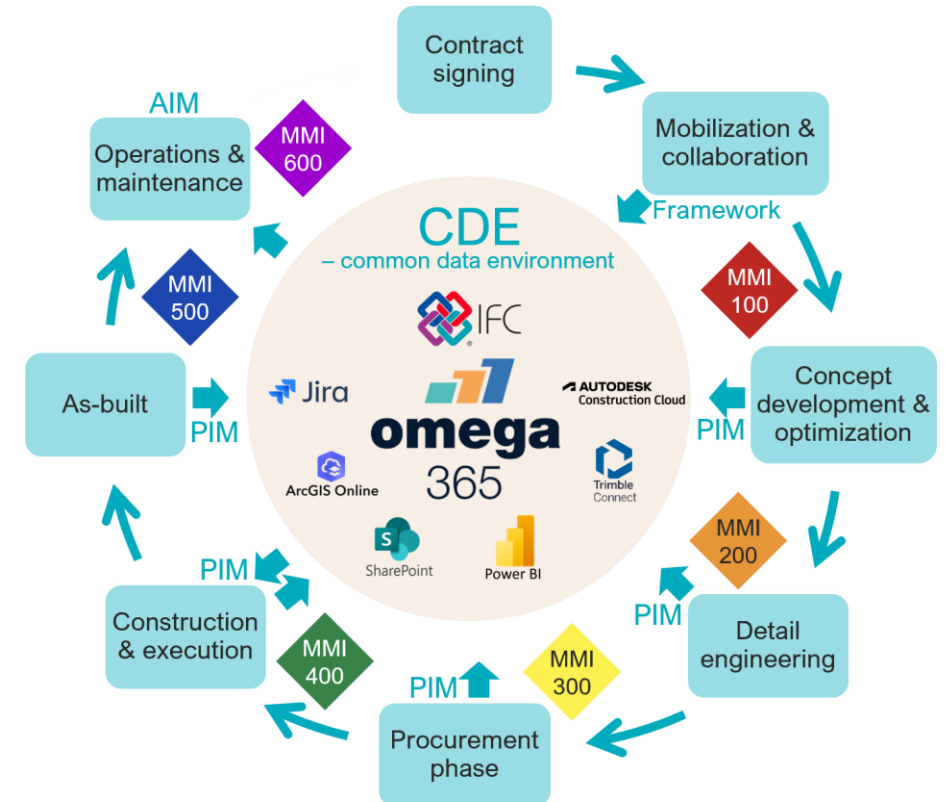 Contract
signing
Mobilization &
collaboration
Framework
MMI
100
Concept
development &
optimization
PIM
MMI
200
PIM
Detail
engineering
MMI
300
PIM
Procurement
phase
MMI
400
PIM
Construction
& execution
As-built
PIM
MMI
500
AIM
Operations &
maintenance
MMI
600
CDE
– common data environment
IFC
®
Jira
AUTODESK
Construction Cloud
omega
365
ArcGIS Online
Trimble
Connect
S
SharePoint
Power BI